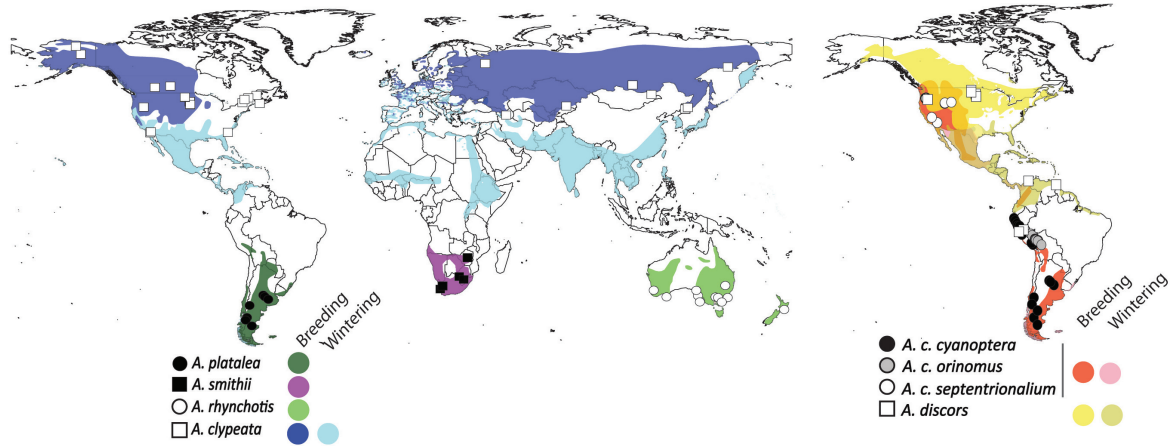 Breeding
Wintering
A. platalea
A. smithii
A. rhynchotis
A. clypeata
Breeding
Wintering
A. c. cyanoptera
A. c. orinomus
A. c. septentrionalium
A. discors